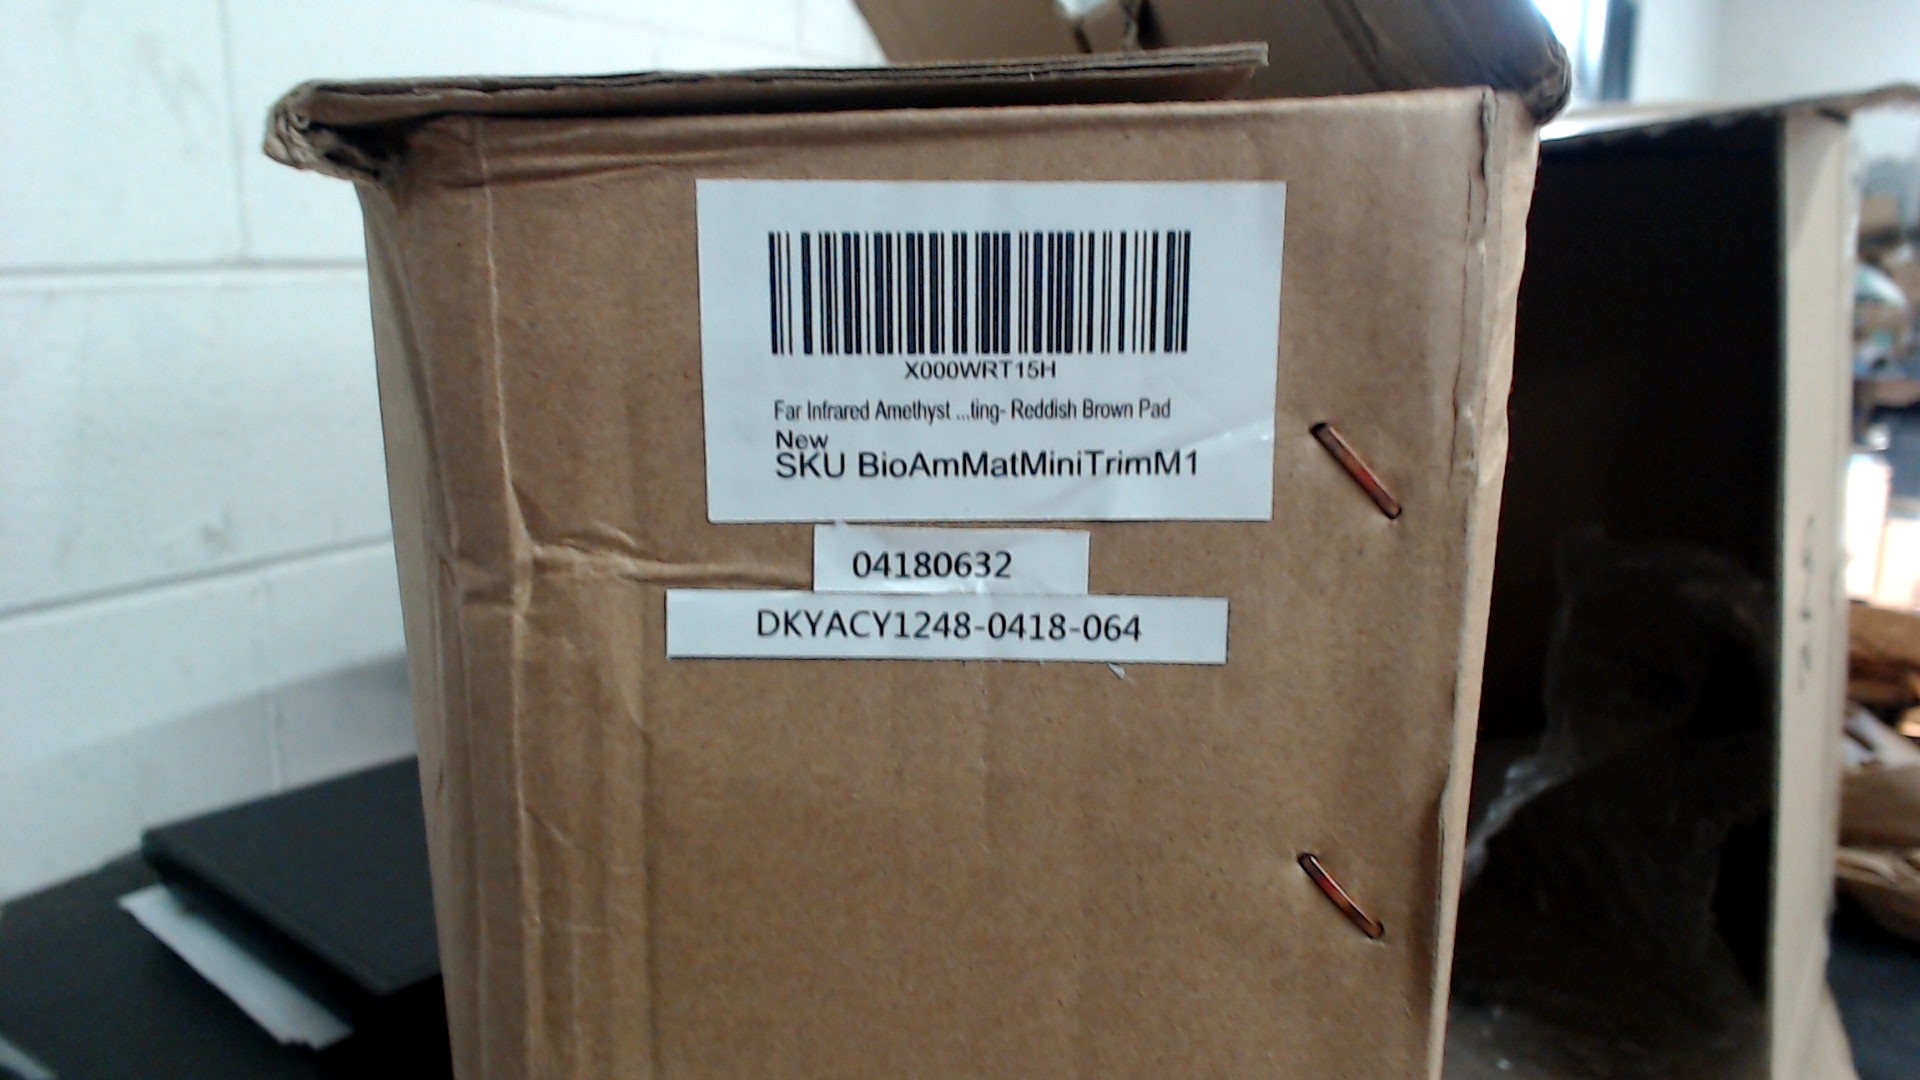 X000WRT15H
Far Infrared Amethyst ...ting- Reddish Brown Pad
New
SKU BioAmMatMiniTrimM1
04180632
DKYACY1248-0418-064